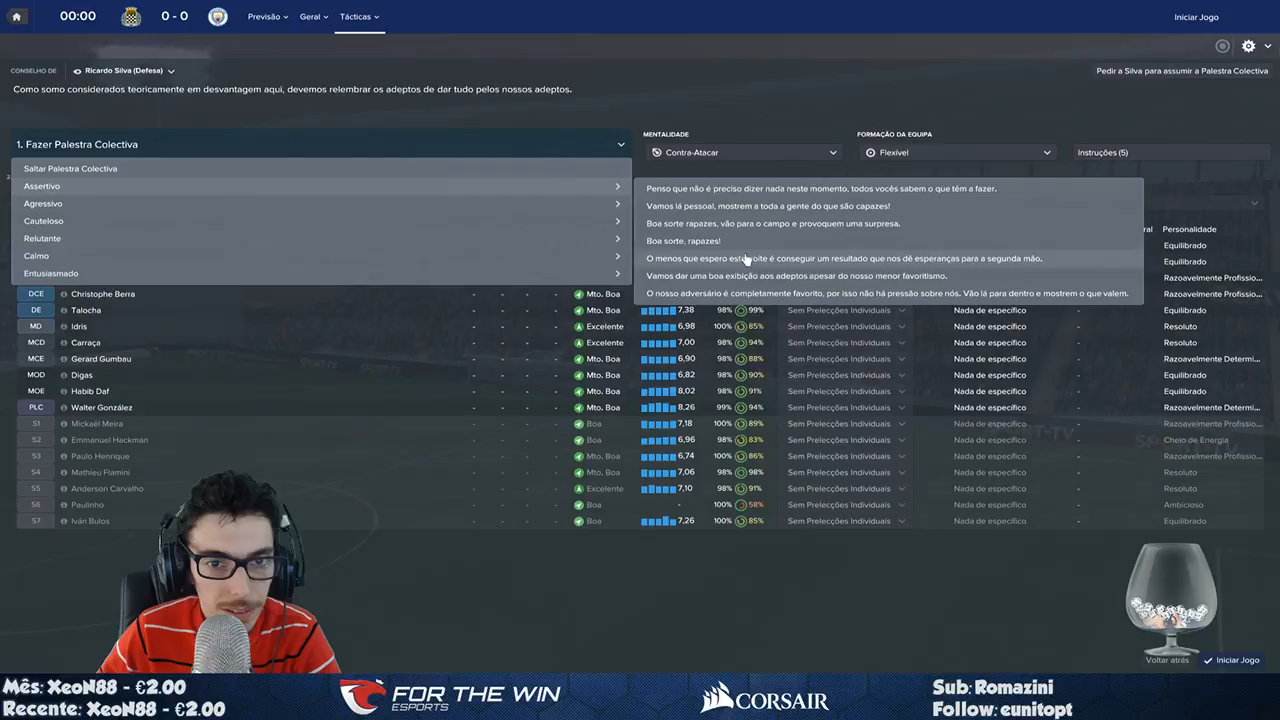 00:00 0 - 0 Previsão Geral Tácticas Iniciar Jogo
CONSELHO DE Ricardo Silva (Defesa) Pedir a Silva para assumir a Palestra Colectiva
Como somo considerados teoricamente em desvantagem aqui, devemos relembrar os adeptos de dar tudo pelos nossos adeptos.
1. Fazer Palestra Colectiva
MENTALIDADE
Contra-Atacar
FORMAÇÃO DA EQUIPA
Flexível
Instruções (5)
Saltar Palestra Colectiva
Assertivo
Agressivo
Cauteloso
Relutante
Calmo
Entusiasmado
Penso que não é preciso dizer nada neste momento, todos vocês sabem o que têm a fazer.
Vamos lá pessoal, mostrem a toda a gente do que são capazes!
Boa sorte rapazes, vão para o campo e provoquem uma surpresa.
Boa sorte, rapazes!
O menos que espero esta noite é conseguir um resultado que nos dê esperanças para a segunda mão.
Vamos dar uma boa exibição aos adeptos apesar do nosso menor favoritismo.
O nosso adversário é completamente favorito, por isso não há pressão sobre nós. Vão lá para dentro e mostrem o que valem.
Personalidade
Equilibrado
Equilibrado
Razoavelmente Profissio...
DCE Christophe Berra - - - - Mto. Boa Razoavelmente Profissio...
DE Talocha - - - - Mto. Boa 7,38 98% 99% Sem Prelecções Individuais Nada de específico - Equilibrado
MD Idris - - - - Excelente 6,98 100% 85% Sem Prelecções Individuais Nada de específico - Resoluto
MCD Carraça - - - - Excelente 7,00 98% 94% Sem Prelecções Individuais Nada de específico - Resoluto
MCE Gerard Gumbau - - - - Mto. Boa 6,90 98% 88% Sem Prelecções Individuais Nada de específico - Razoavelmente Determi...
MOD Digas - - - - Mto. Boa 6,82 98% 90% Sem Prelecções Individuais Nada de específico - Equilibrado
MOE Habib Daf - - - - Mto. Boa 8,02 98% 91% Sem Prelecções Individuais Nada de específico - Equilibrado
PLC Walter González - - - - Mto. Boa 8,26 99% 94% Sem Prelecções Individuais Nada de específico - Razoavelmente Determi...
S1 Mickaël Meira - - - - Boa 7,18 100% 89% Sem Prelecções Individuais Nada de específico - Razoavelmente Profissio...
S2 Emmanuel Hackman - - - - Boa 6,96 98% 83% Sem Prelecções Individuais Nada de específico - Cheio de Energia
S3 Paulo Henrique - - - - Mto. Boa 6,74 100% 86% Sem Prelecções Individuais Nada de específico - Razoavelmente Profissio...
S4 Mathieu Flamini - - - - Mto. Boa 7,06 98% 98% Sem Prelecções Individuais Nada de específico - Resoluto
S5 Anderson Carvalho - - - - Excelente 7,10 98% 91% Sem Prelecções Individuais Nada de específico - Resoluto
S6 Paulinho - - - - Boa - 100% 58% Sem Prelecções Individuais Nada de específico - Ambicioso
S7 Iván Bulos - - - - Boa 7,26 100% 85% Sem Prelecções Individuais Nada de específico - Equilibrado
Voltar atrás Iniciar Jogo
Mês: XeoN88 - €2.00
Recente: XeoN88 - €2.00
FOR THE WIN
ESPORTS
CORSAIR
Sub: Romazini
Follow: eunitopt